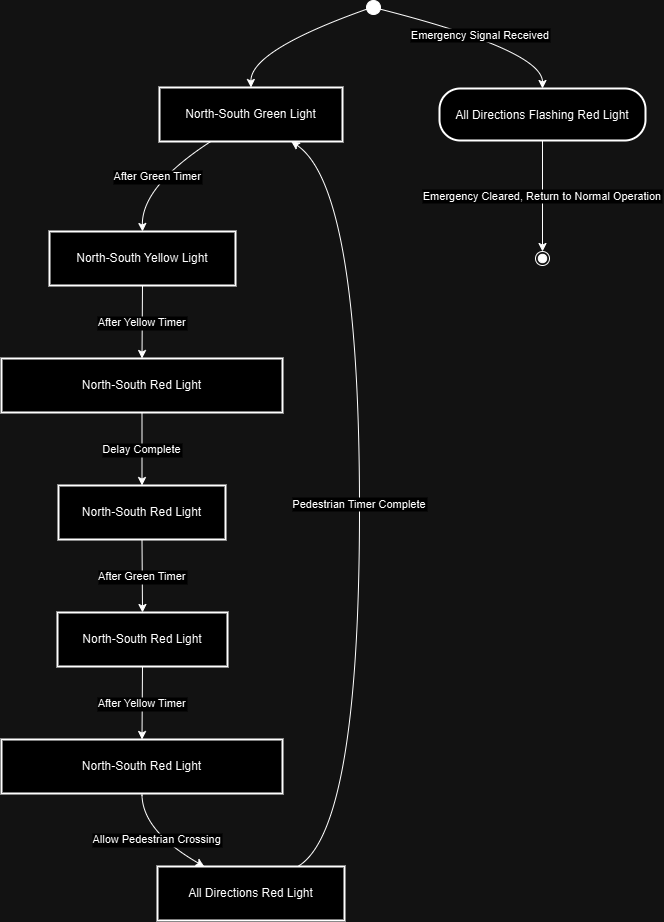 Emergency Signal Received
North-South Green Light
All Directions Flashing Red Light
After Green Timer
Emergency Cleared, Return to Normal Operation
North-South Yellow Light
After Yellow Timer
North-South Red Light
Delay Complete
Pedestrian Timer Complete
North-South Red Light
After Green Timer
North-South Red Light
After Yellow Timer
North-South Red Light
Allow Pedestrian Crossing
All Directions Red Light